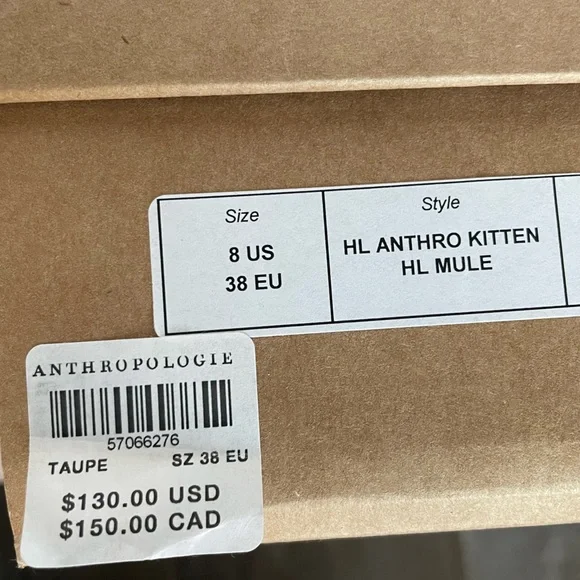 Size
8 US
38 EU
Style
HL ANTHRO KITTEN
HL MULE
ANTHROPOLOGIE
57066276
TAUPE SZ 38 EU
$130.00 USD
$150.00 CAD